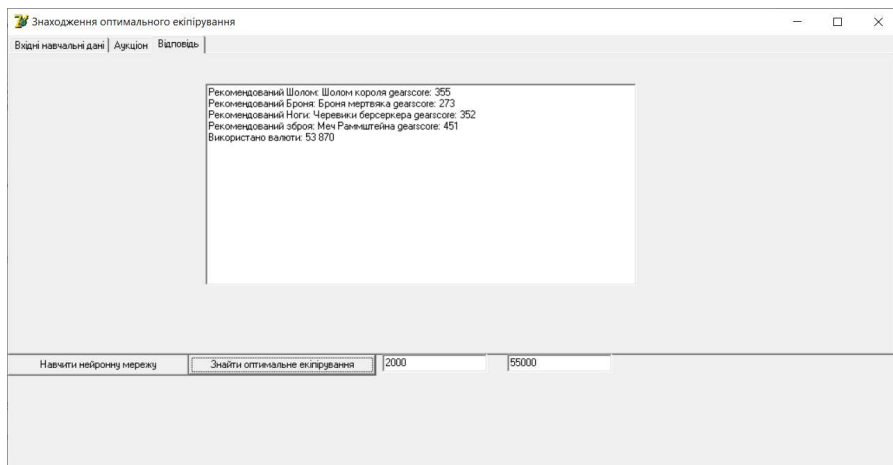 Знаходження оптимального екіпірування
Вхідні навчальні дані Аукціон Відповідь
Рекомендований Шолом: Шолом короля gearscore: 355
Рекомендований Броня: Броня мертвяка gearscore: 273
Рекомендований Ноги: Черевики берсеркера gearscore: 352
Рекомендований зброя: Меч Раммштейна gearscore: 451
Використано валюти: 53 870
Навчити нейронну мережу Знайти оптимальне екіпірування 2000 55000